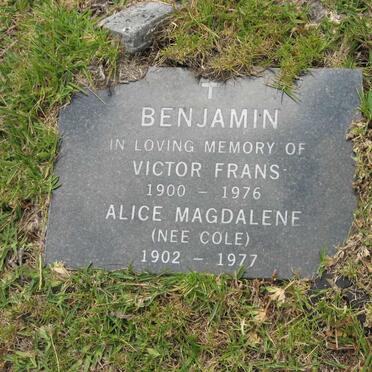 BENJAMIN
IN LOVING MEMORY OF
VICTOR FRANS
1900 - 1976
ALICE MAGDALENE
(NEE COLE)
1902 - 1977